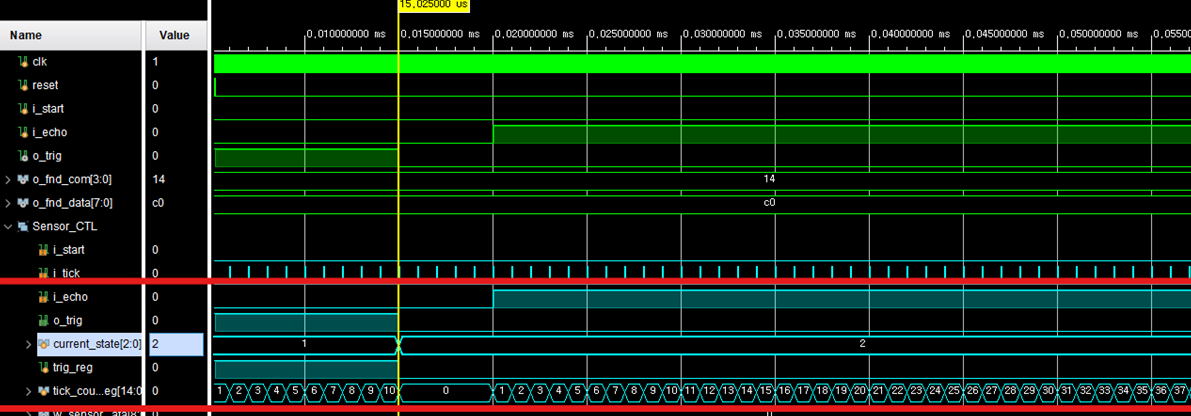 15.025000 us
Name Value 0.010000000 ms 0.015000000 ms 0.020000000 ms 0.025000000 ms 0.030000000 ms 0.035000000 ms 0.040000000 ms 0.045000000 ms 0.050000000 ms 0.0550
clk 1
reset 0
i_start 0
i_echo 0
o_trig 0
o_fnd_com[3:0] 14 14
o_fnd_data[7:0] c0 c0
Sensor_CTL
i_start 0
i_tick 0
i_echo 0
o_trig 0
current_state[2:0] 2 1 2
trig_reg 0
tick_cou...eg[14:0 0 1 2 3 4 5 6 7 8 9 10 0 1 2 3 4 5 6 7 8 9 10 11 12 13 14 15 16 17 18 19 20 21 22 23 24 25 26 27 28 29 30 31 32 33 34 35 36 37